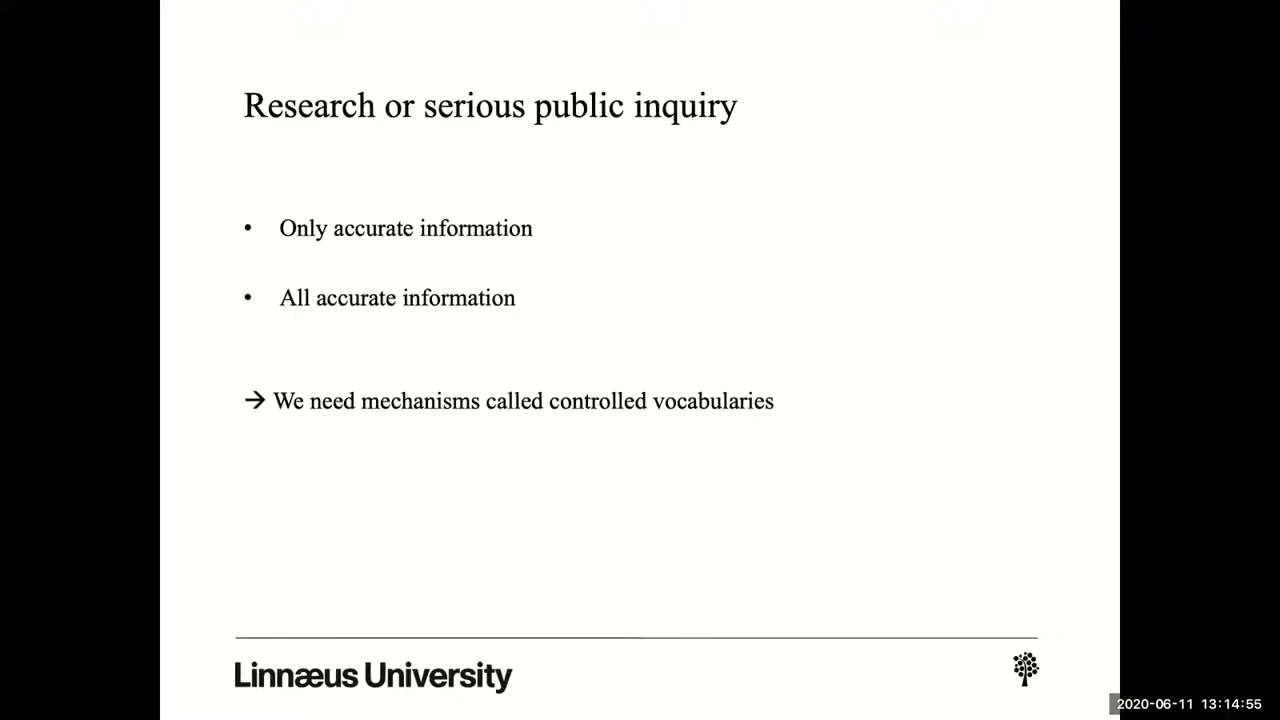 Research or serious public inquiry
• Only accurate information
• All accurate information
→ We need mechanisms called controlled vocabularies
Linnæus University
2020-06-11 13:14:55